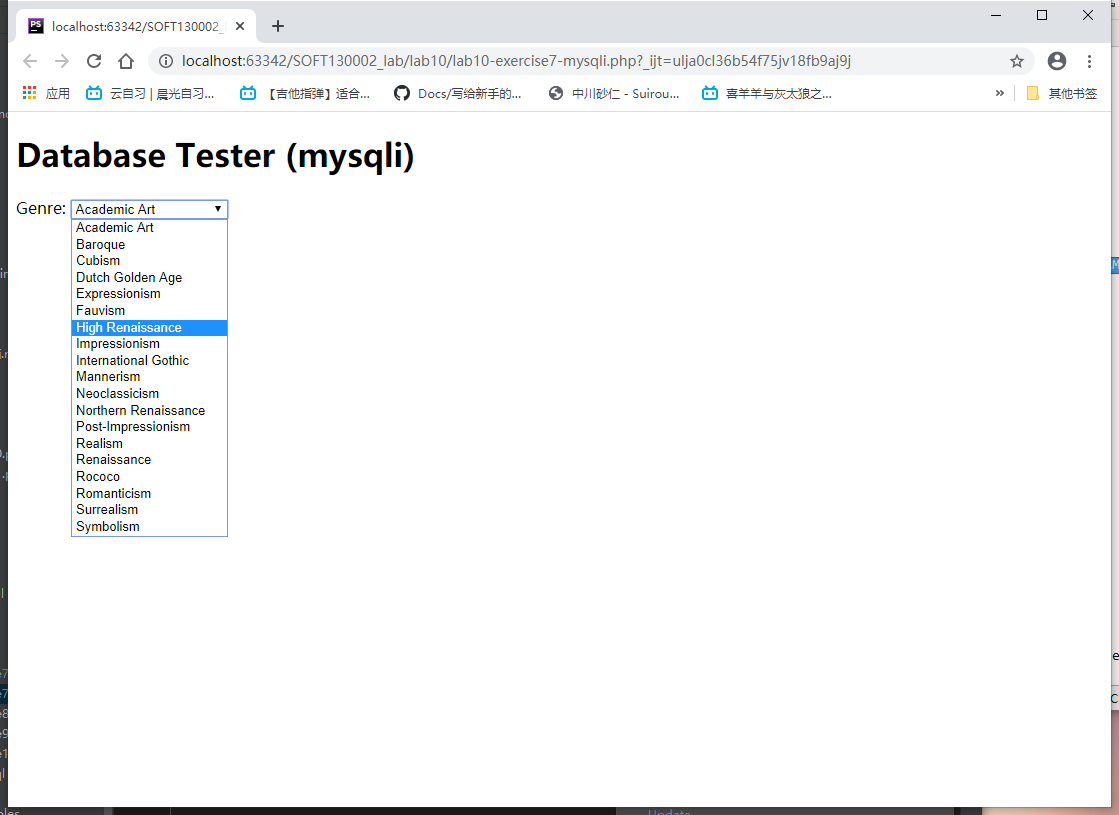 localhost:63342/SOFT130002_
localhost:63342/SOFT130002_lab/lab10/lab10-exercise7-mysqli.php?_ijt=ulja0cl36b54f75jv18fb9aj9j
应用 云自习 | 晨光自习... 【吉他指弹】适合... Docs/写给新手的... 中川砂仁 - Suirou... 喜羊羊与灰太狼之... » 其他书签
Database Tester (mysqli)
Genre: Academic Art
Academic Art
Baroque
Cubism
Dutch Golden Age
Expressionism
Fauvism
High Renaissance
Impressionism
International Gothic
Mannerism
Neoclassicism
Northern Renaissance
Post-Impressionism
Realism
Renaissance
Rococo
Romanticism
Surrealism
Symbolism